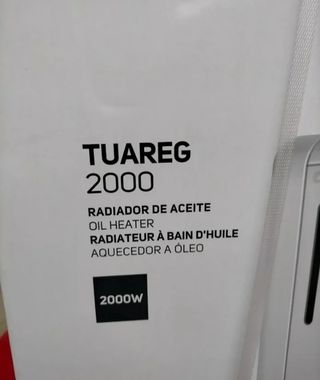 TUAREG
2000
RADIADOR DE ACEITE
OIL HEATER
RADIATEUR À BAIN D'HUILE
AQUECEDOR A ÓLEO
2000W